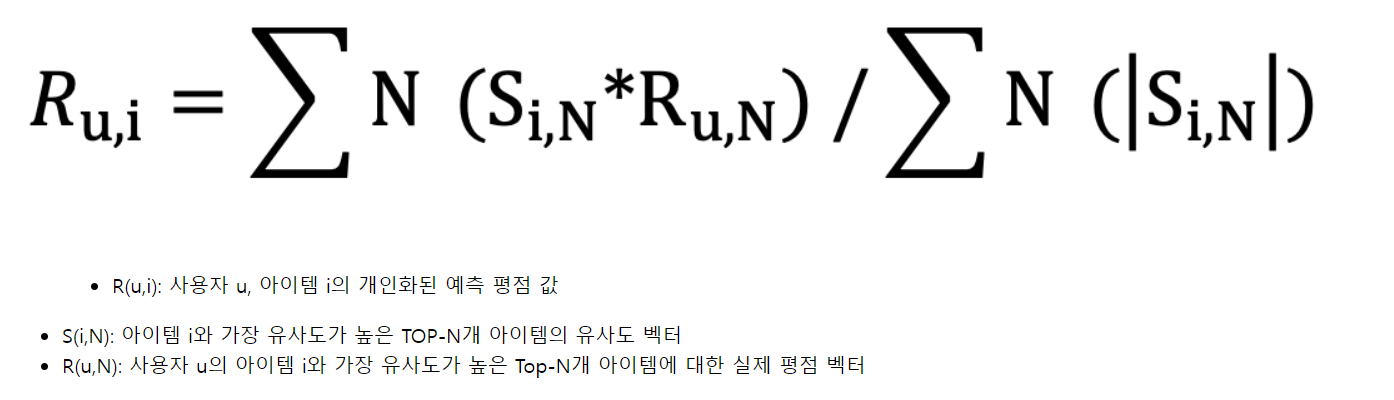 R_{u,i} = ∑ N (S_{i,N}*R_{u,N}) / ∑ N (|S_{i,N}|)
• R(u,i): 사용자 u, 아이템 i의 개인화된 예측 평점 값
• S(i,N): 아이템 i와 가장 유사도가 높은 TOP-N개 아이템의 유사도 벡터
• R(u,N): 사용자 u의 아이템 i와 가장 유사도가 높은 Top-N개 아이템에 대한 실제 평점 벡터